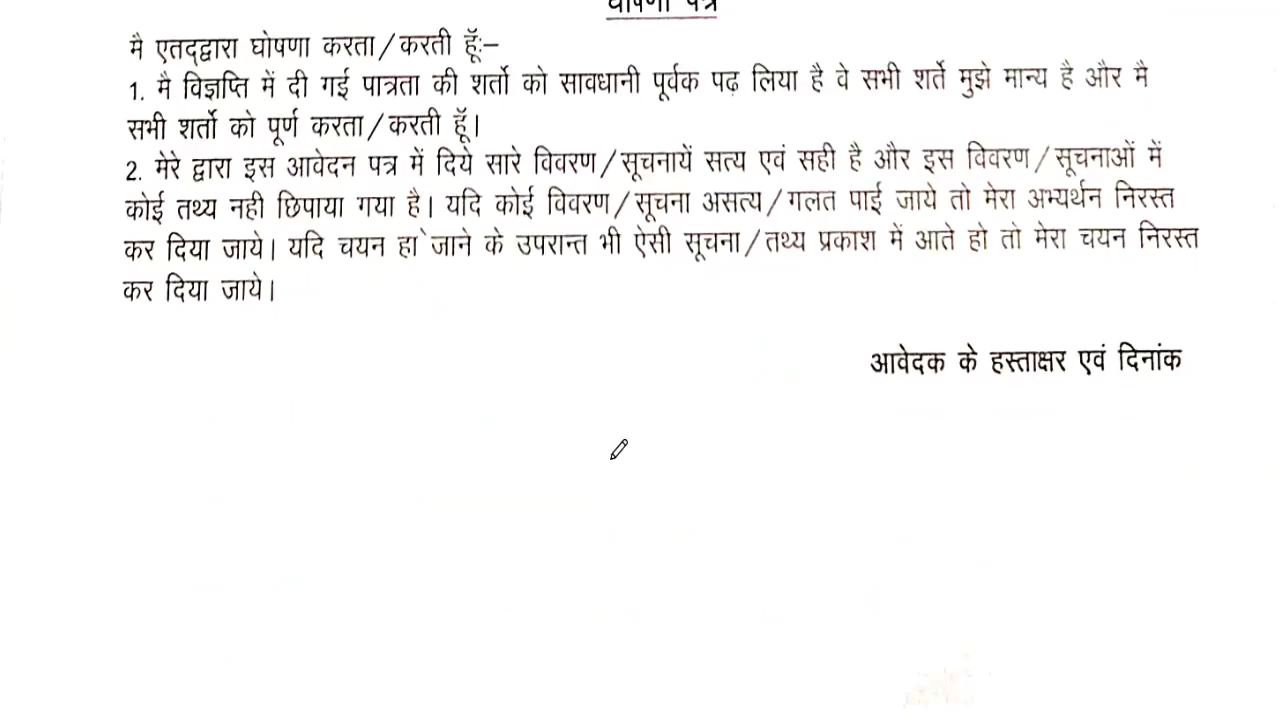 घोषणा पत्र
मै एतद्द्वारा घोषणा करता/करती हूॅ:–
1. मै विज्ञप्ति में दी गई पात्रता की शर्तो को सावधानी पूर्वक पढ़ लिया है वे सभी शर्ते मुझे मान्य है और मै
सभी शर्तो को पूर्ण करता/करती हूॅ।
2. मेरे द्वारा इस आवेदन पत्र में दिये सारे विवरण/सूचनायें सत्य एवं सही है और इस विवरण/सूचनाओं में
कोई तथ्य नही छिपाया गया है। यदि कोई विवरण/सूचना असत्य/गलत पाई जाये तो मेरा अभ्यर्थन निरस्त
कर दिया जाये। यदि चयन हा`जाने के उपरान्त भी ऐसी सूचना/तथ्य प्रकाश में आते हो तो मेरा चयन निरस्त
कर दिया जाये।
आवेदक के हस्ताक्षर एवं दिनांक